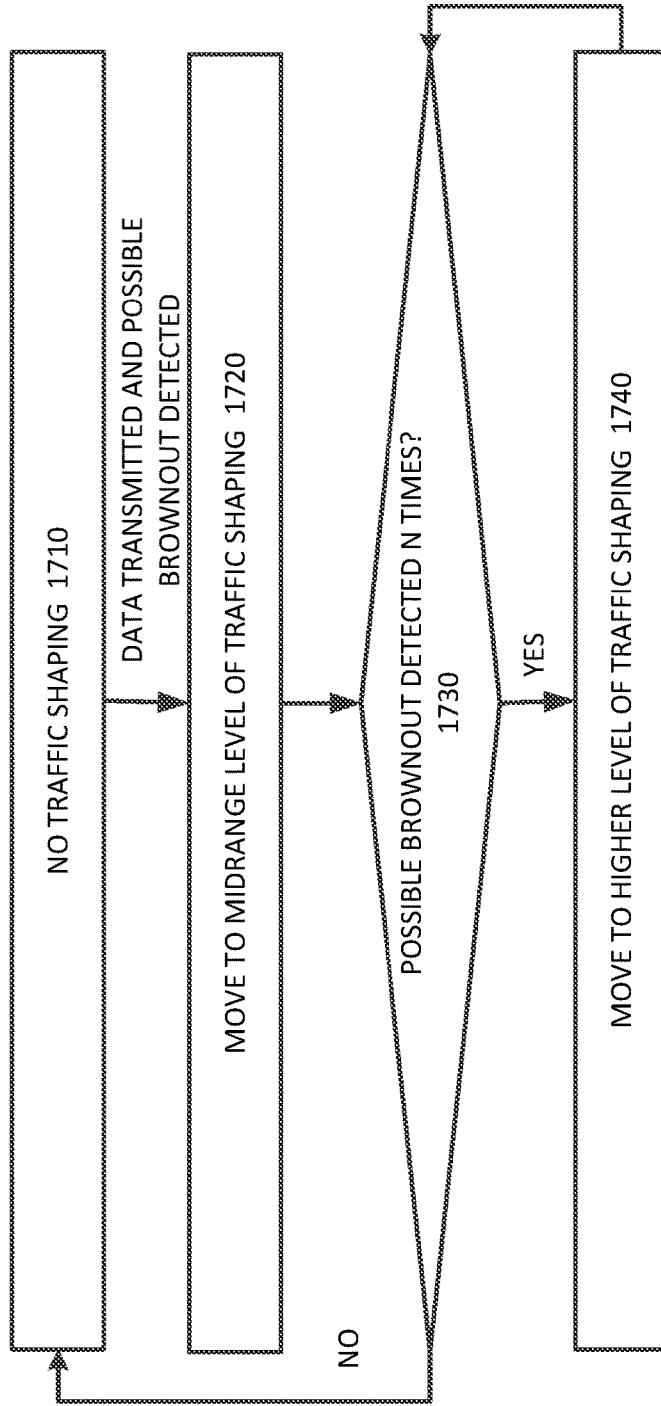 NO TRAFFIC SHAPING 1710
DATA TRANSMITTED AND POSSIBLE
BROWNOUT DETECTED
MOVE TO MIDRANGE LEVEL OF TRAFFIC SHAPING 1720
NO
POSSIBLE BROWNOUT DETECTED N TIMES?
1730
YES
MOVE TO HIGHER LEVEL OF TRAFFIC SHAPING 1740